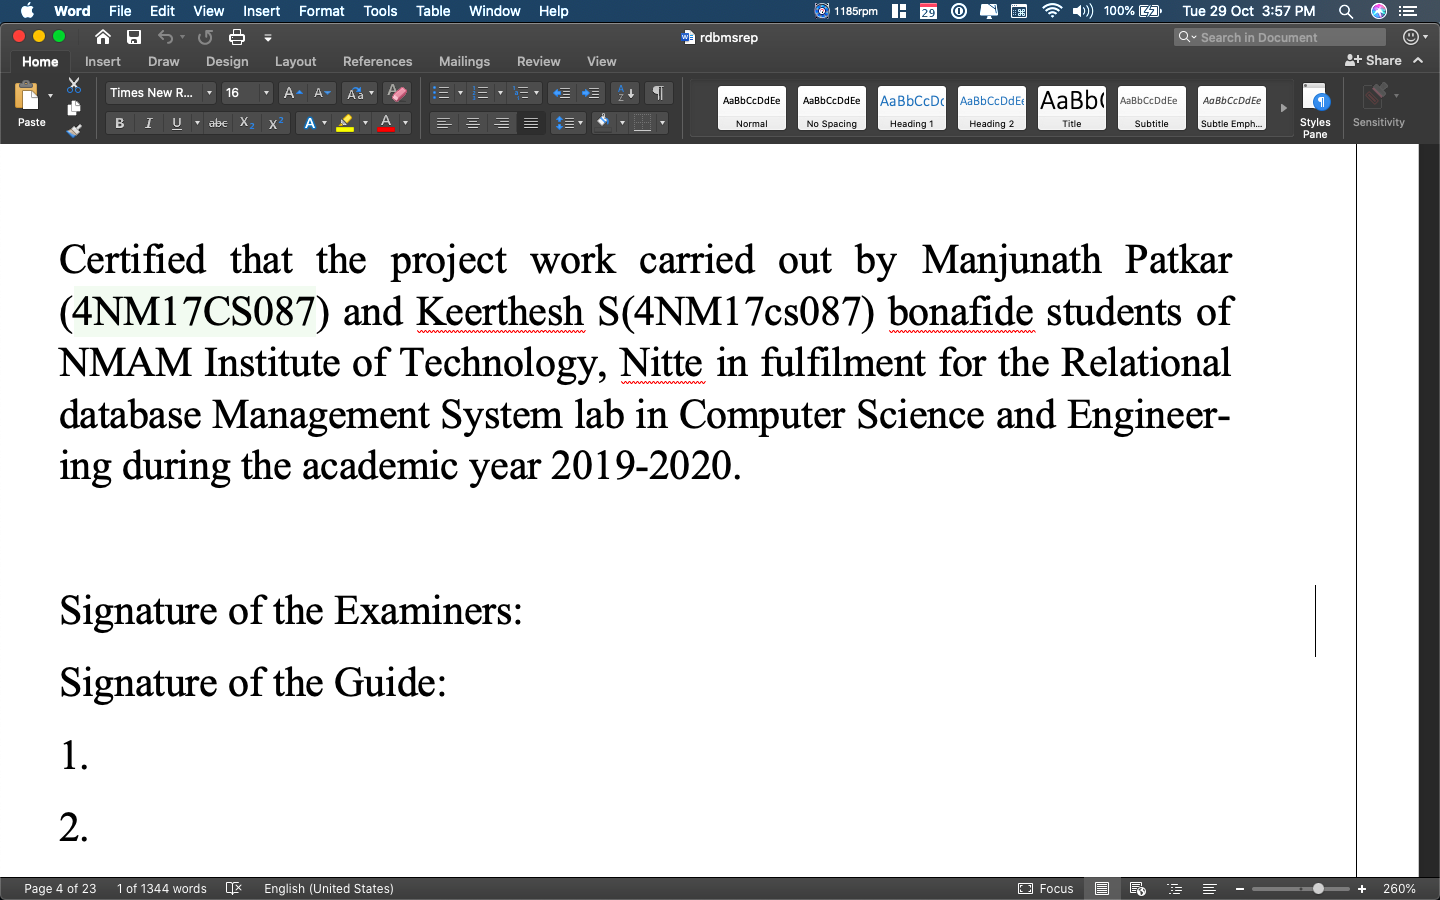 Word File Edit View Insert Format Tools Table Window Help 1185rpm 29 100% Tue 29 Oct 3:57 PM
rdbmsrep Search in Document
Home Insert Draw Design Layout References Mailings Review View Share
Paste Times New R... 16 A A Aa A ¶ AaBbCcDdEe AaBbCcDdEe AaBbCcDc AaBbCcDdEe AaBb( AaBbCcDdEe AaBbCcDdEe
B I U abc X2 X2 A A Normal No Spacing Heading 1 Heading 2 Title Subtitle Subtle Emph... Styles Pane Sensitivity
Certified that the project work carried out by Manjunath Patkar
(4NM17CS087) and Keerthesh S(4NM17cs087) bonafide students of
NMAM Institute of Technology, Nitte in fulfilment for the Relational
database Management System lab in Computer Science and Engineer-
ing during the academic year 2019-2020.
Signature of the Examiners:
Signature of the Guide:
1.
2.
Page 4 of 23 1 of 1344 words English (United States) Focus 260%